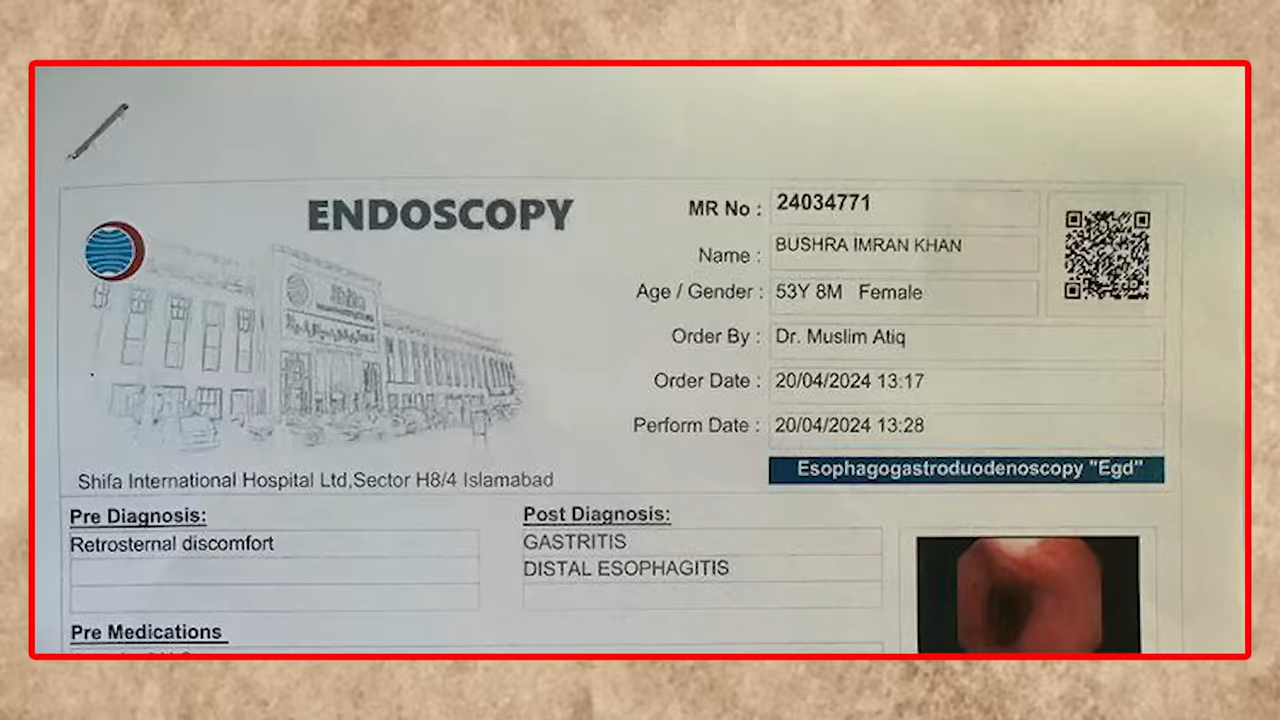 ENDOSCOPY
MR No : 24034771
Name : BUSHRA IMRAN KHAN
Age / Gender : 53Y 8M Female
Order By : Dr. Muslim Atiq
Order Date : 20/04/2024 13:17
Perform Date : 20/04/2024 13:28
Esophagogastroduodenoscopy "Egd"
Shifa
Shifa International Hospital Ltd,Sector H8/4 Islamabad
Pre Diagnosis:
Retrosternal discomfort
Post Diagnosis:
GASTRITIS
DISTAL ESOPHAGITIS
Pre Medications